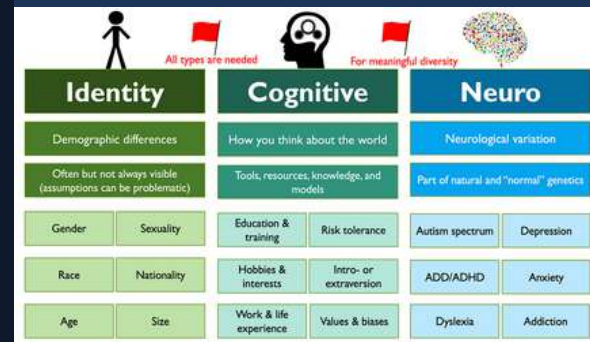 All types are needed
For meaningful diversity
Identity
Cognitive
Neuro
Demographic differences
How you think about the world
Neurological variation
Often but not always visible
(assumptions can be problematic)
Tools, resources, knowledge, and
models
Part of natural and "normal" genetics
Gender
Sexuality
Education &
training
Risk tolerance
Autism spectrum
Depression
Race
Nationality
Hobbies &
interests
Intro- or
extraversion
ADD/ADHD
Anxiety
Age
Size
Work & life
experience
Values & biases
Dyslexia
Addiction